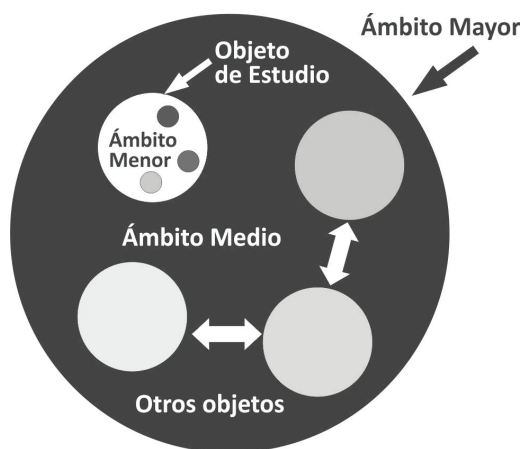 Ámbito Mayor
Objeto
de Estudio
Ámbito
Menor
Ámbito Medio
Otros objetos